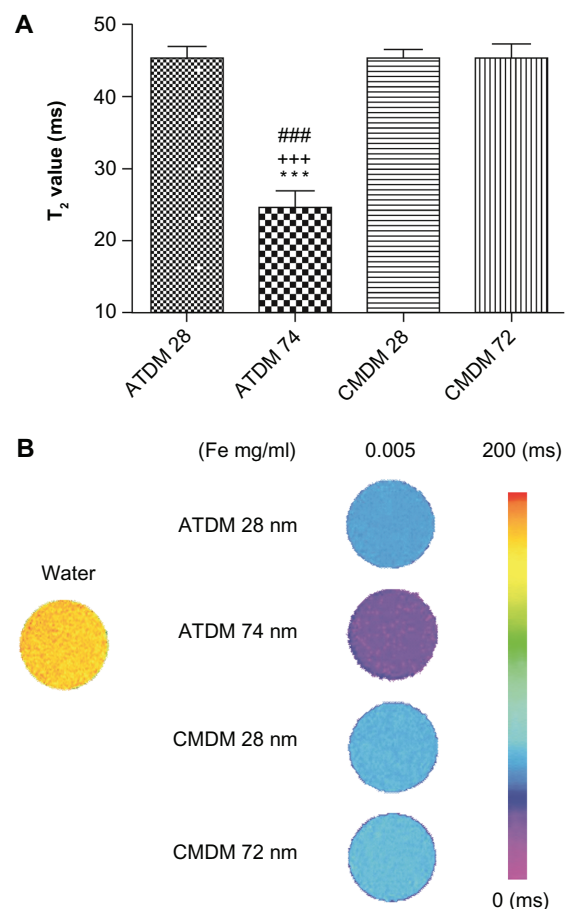 A
T2 value (ms)
50
40
30
20
10
###
+++
***
ATDM 28
ATDM 74
CMDM 28
CMDM 72
B
(Fe mg/ml) 0.005 200 (ms)
ATDM 28 nm
Water
ATDM 74 nm
CMDM 28 nm
CMDM 72 nm
0 (ms)